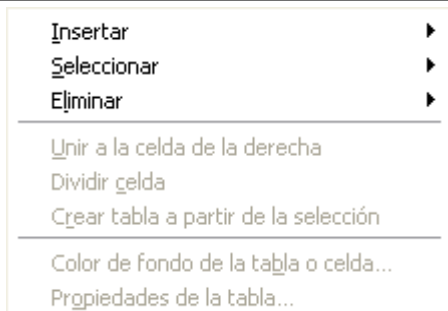 Insertar
Seleccionar
Eliminar
Unir a la celda de la derecha
Dividir celda
Crear tabla a partir de la selección
Color de fondo de la tabla o celda...
Propiedades de la tabla...